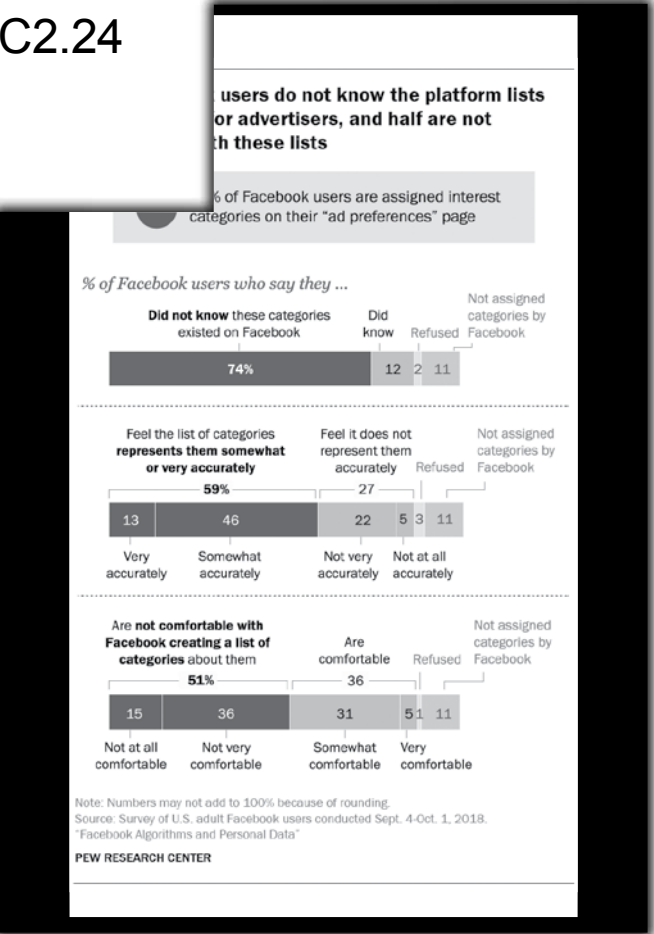 C2.24
users do not know the platform lists
or advertisers, and half are not
these lists
% of Facebook users are assigned interest
categories on their “ad preferences” page
% of Facebook users who say they ...
Did not know these categories
existed on Facebook
Did
know
Refused
Not assigned
categories by
Facebook
74%
12
2
11
Feel the list of categories
represents them somewhat
or very accurately
Feel it does not
represent them
accurately
Refused
Not assigned
categories by
Facebook
59%
27
13
46
22
5
3
11
Very
accurately
Somewhat
accurately
Not very
accurately
Not at all
accurately
Are not comfortable with
Facebook creating a list of
categories about them
Are
comfortable
Refused
Not assigned
categories by
Facebook
51%
36
15
36
31
5
1
11
Not at all
comfortable
Not very
comfortable
Somewhat
comfortable
Very
comfortable
Note: Numbers may not add to 100% because of rounding.
Source: Survey of U.S. adult Facebook users conducted Sept. 4-Oct. 1, 2018.
“Facebook Algorithms and Personal Data”
PEW RESEARCH CENTER